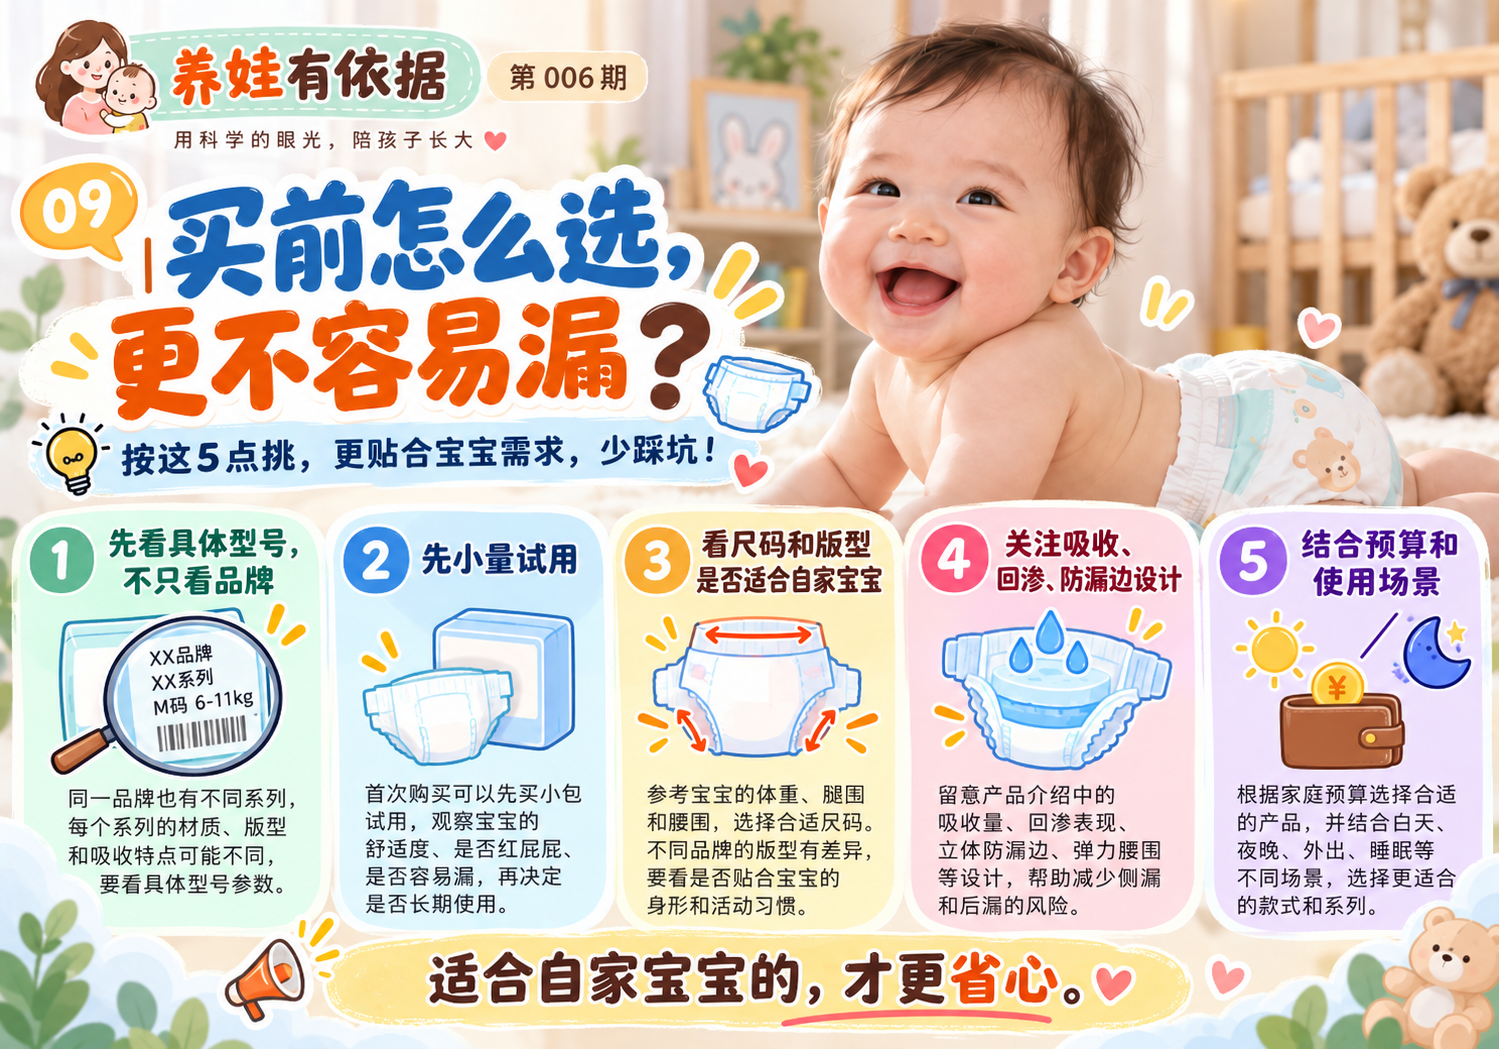 养娃有依据
第 006 期
用科学的眼光，陪孩子长大
09
买前怎么选，
更不容易漏？
按这5点挑，更贴合宝宝需求，少踩坑！
1
先看具体型号，
不只看品牌
XX品牌
XX系列
M码 6-11kg
同一品牌也有不同系列，
每个系列的材质、版型
和吸收特点可能不同，
要看具体型号参数。
2
先小量试用
首次购买可以先买小包
试用，观察宝宝的
舒适度、是否红屁屁、
是否容易漏，再决定
是否长期使用。
3
看尺码和版型
是否适合自家宝宝
参考宝宝的体重、腿围
和腰围，选择合适尺码。
不同品牌的版型有差异，
要看是否贴合宝宝的
身形和活动习惯。
4
关注吸收、
回渗、防漏边设计
留意产品介绍中的
吸收量、回渗表现、
立体防漏边、弹力腰围
等设计，帮助减少侧漏
和后漏的风险。
5
结合预算和
使用场景
¥
根据家庭预算选择合适
的产品，并结合白天、
夜晚、外出、睡眠等
不同场景，选择更适合
的款式和系列。
适合自家宝宝的，才更省心。